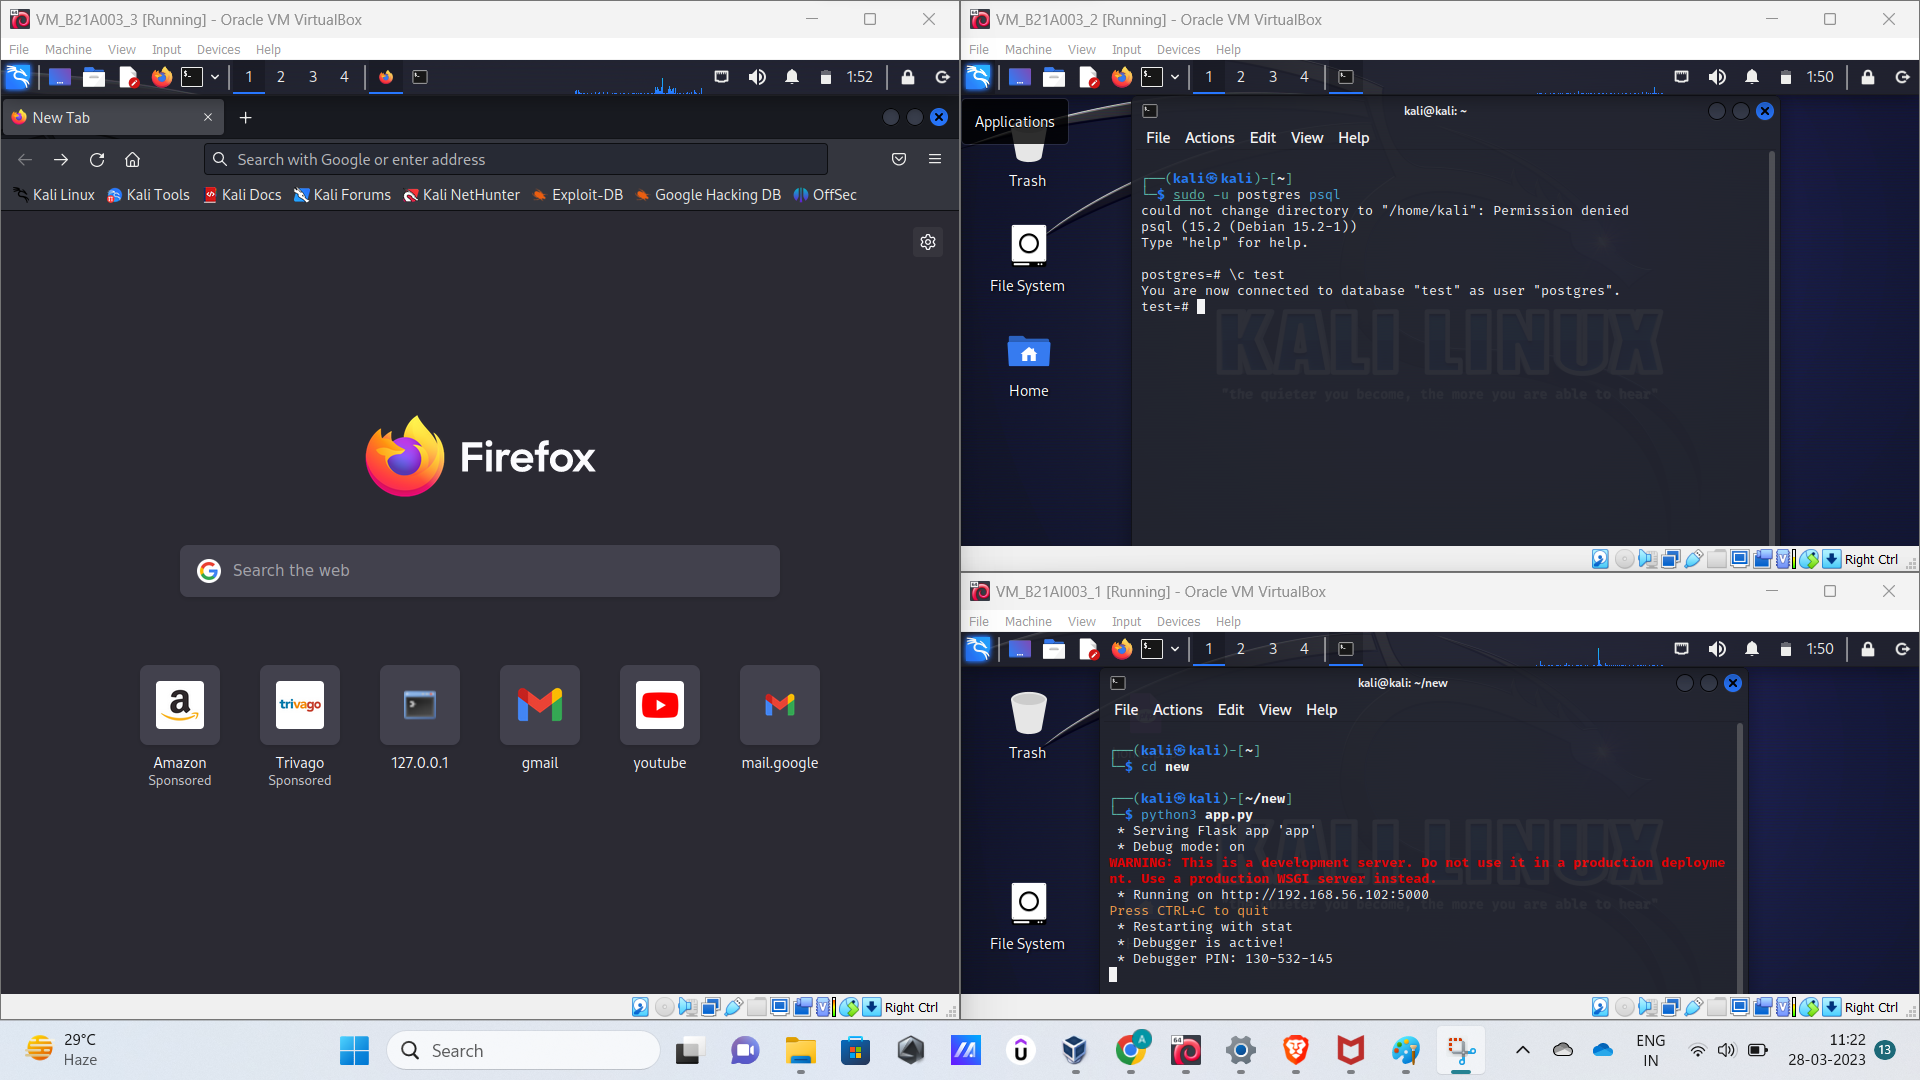 VM_B21A003_3 [Running] - Oracle VM VirtualBox
File Machine View Input Devices Help
1 2 3 4 1:52
New Tab
Search with Google or enter address
Kali Linux Kali Tools Kali Docs Kali Forums Kali NetHunter Exploit-DB Google Hacking DB OffSec
Firefox
Search the web
Amazon
Sponsored
trivago
Trivago
Sponsored
127.0.0.1
gmail
youtube
mail.google
Right Ctrl
VM_B21A003_2 [Running] - Oracle VM VirtualBox
File Machine View Input Devices Help
1 2 3 4 1:50
Applications
Trash
File System
Home
kali@kali: ~
File Actions Edit View Help
┌──(kali㉿kali)-[~]
└─$ sudo -u postgres psql
could not change directory to "/home/kali": Permission denied
psql (15.2 (Debian 15.2-1))
Type "help" for help.
postgres=# \c test
You are now connected to database "test" as user "postgres".
test=#
KALI LINUX
"the quieter you become, the more you are able to hear"
Right Ctrl
VM_B21AI003_1 [Running] - Oracle VM VirtualBox
File Machine View Input Devices Help
1 2 3 4 1:50
Trash
File System
kali@kali: ~/new
File Actions Edit View Help
┌──(kali㉿kali)-[~]
└─$ cd new
┌──(kali㉿kali)-[~/new]
└─$ python3 app.py
* Serving Flask app 'app'
* Debug mode: on
WARNING: This is a development server. Do not use it in a production deployme
nt. Use a production WSGI server instead.
* Running on http://192.168.56.102:5000
Press CTRL+C to quit
* Restarting with stat
* Debugger is active!
* Debugger PIN: 130-532-145
Right Ctrl
29°C
Haze
Search
ENG
IN
11:22
28-03-2023
13